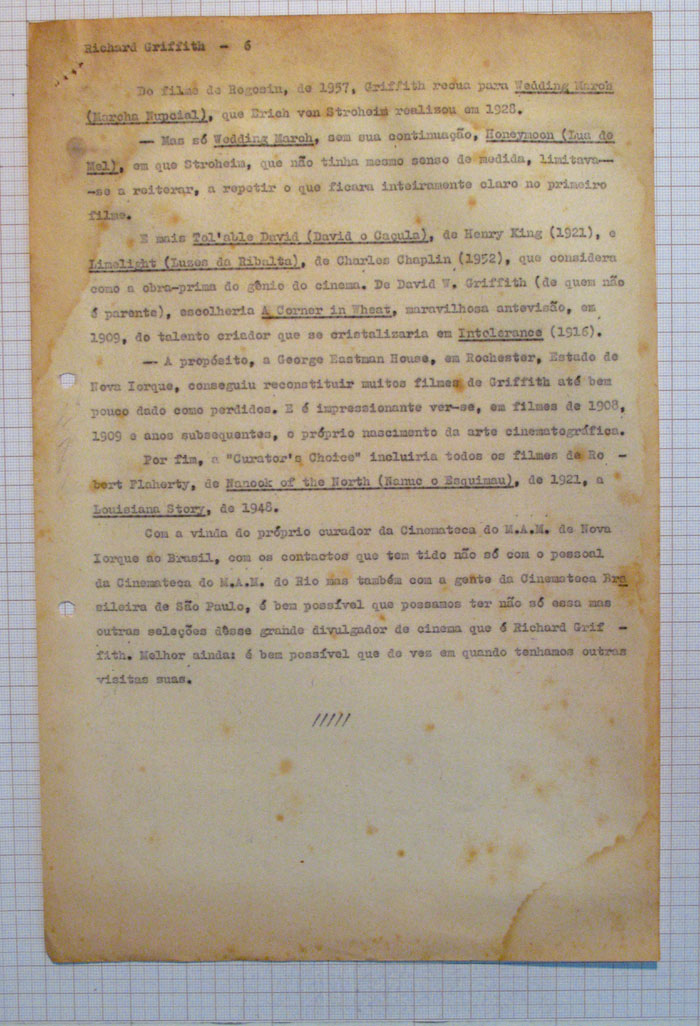 Richard Griffith - 6
Do filme de Rogosin, de 1957, Griffith recua para Wedding March
(Marcha Nupcial), que Erich von Stroheim realizou em 1928.
— Mas só Wedding March, sem sua continuação, Honeymoon (Lua de
Mel), em que Stroheim, que não tinha mesmo senso de medida, limitava—
-se a reiterar, a repetir o que ficara inteiramente claro no primeiro
filme.
E mais Tol'able David (David o Caçula), de Henry King (1921), e
Limelight (Luzes da Ribalta), de Charles Chaplin (1952), que considera
como a obra-prima do gênio do cinema. De David W. Griffith (de quem não
é parente), escolheria A Corner in Wheat, maravilhosa antevisão, em
1909, do talento criador que se cristalizaria em Intolerance (1916).
— A propósito, a George Eastman House, em Rochester, Estado de
Nova Iorque, conseguiu reconstituir muitos filmes de Griffith até bem
pouco dado como perdidos. E é impressionante ver-se, em filmes de 1908,
1909 e anos subsequentes, o próprio nascimento da arte cinematográfica.
Por fim, a "Curator's Choice" incluiria todos os filmes de Ro -
bert Flaherty, de Nanook of the North (Nanuc o Esquimau), de 1921, a
Louisiana Story, de 1948.
Com a vinda do próprio curador da Cinemateca do M.A.M. de Nova
Iorque ao Brasil, com os contactos que tem tido não só com o pessoal
da Cinemateca do M.A.M. do Rio mas também com a gente da Cinemateca Bra
sileira de São Paulo, é bem possível que possamos ter não só essa mas
outras seleções dêsse grande divulgador de cinema que é Richard Grif -
fith. Melhor ainda: é bem possível que de vez em quando tenhamos outras
visitas suas.
/////